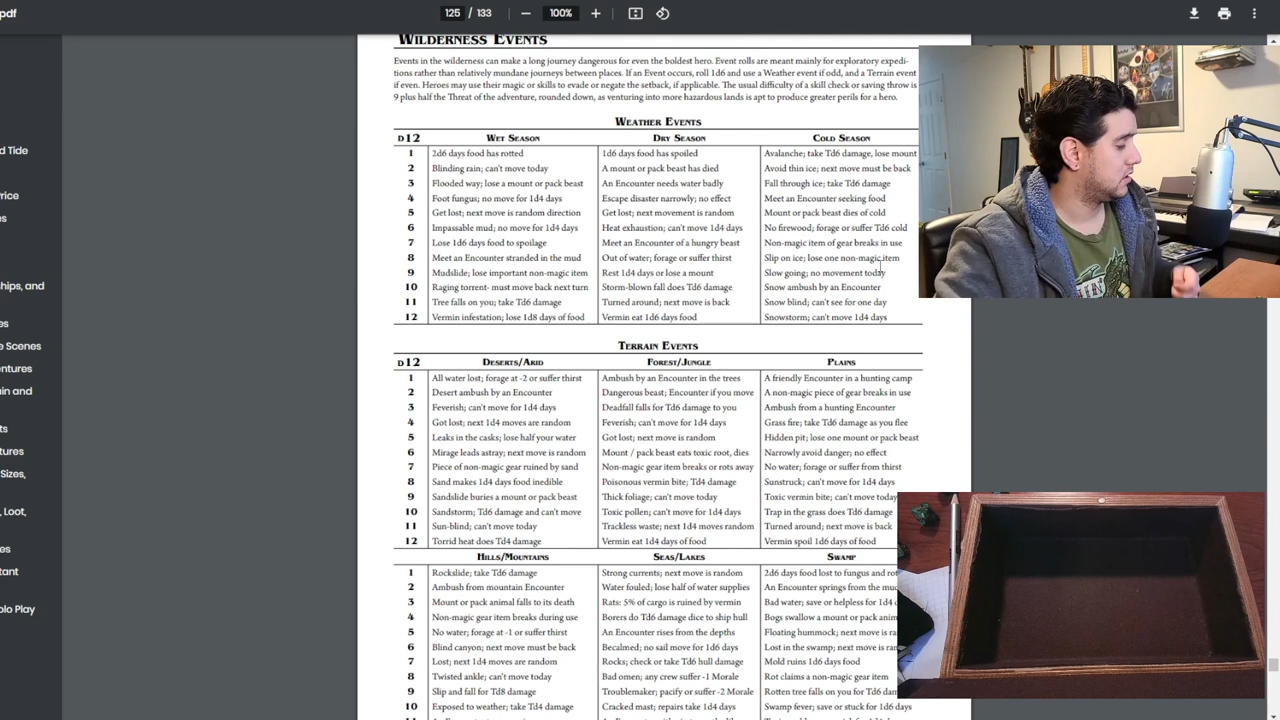 pdf
125 / 133
100%
WILDERNESS EVENTS
Events in the wilderness can make a long journey dangerous for even the boldest hero. Event rolls are meant mainly for exploratory expedi-
tions rather than relatively mundane journeys between places. If an Event occurs, roll 1d6 and use a Weather event if odd, and a Terrain event
if even. Heroes may use their magic or skills to evade or negate the setback, if applicable. The usual difficulty of a skill check or saving throw is
9 plus half the Threat of the adventure, rounded down, as venturing into more hazardous lands is apt to produce greater perils for a hero.
WEATHER EVENTS
D12 WET SEASON DRY SEASON COLD SEASON
1 2d6 days food has rotted 1d6 days food has spoiled Avalanche; take Td6 damage, lose mount
2 Blinding rain; can't move today A mount or pack beast has died Avoid thin ice; next move must be back
3 Flooded way; lose a mount or pack beast An Encounter needs water badly Fall through ice; take Td6 damage
4 Foot fungus; no move for 1d4 days Escape disaster narrowly; no effect Meet an Encounter seeking food
5 Get lost; next move is random direction Get lost; next movement is random Mount or pack beast dies of cold
6 Impassable mud; no move for 1d4 days Heat exhaustion; can't move 1d4 days No firewood; forage or suffer Td6 cold
7 Lose 1d6 days food to spoilage Meet an Encounter of a hungry beast Non-magic item of gear breaks in use
8 Meet an Encounter stranded in the mud Out of water; forage or suffer thirst Slip on ice; lose one non-magic item
9 Mudslide; lose important non-magic item Rest 1d4 days or lose a mount Slow going; no movement today
10 Raging torrent- must move back next turn Storm-blown fall does Td6 damage Snow ambush by an Encounter
11 Tree falls on you; take Td6 damage Turned around; next move is back Snow blind; can't see for one day
12 Vermin infestation; lose 1d8 days of food Vermin eat 1d6 days food Snowstorm; can't move 1d4 days
TERRAIN EVENTS
D12 DESERTS/ARID FOREST/JUNGLE PLAINS
1 All water lost; forage at -2 or suffer thirst Ambush by an Encounter in the trees A friendly Encounter in a hunting camp
2 Desert ambush by an Encounter Dangerous beast; Encounter if you move A non-magic piece of gear breaks in use
3 Feverish; can't move for 1d4 days Deadfall falls for Td6 damage to you Ambush from a hunting Encounter
4 Got lost; next 1d4 moves are random Feverish; can't move for 1d4 days Grass fire; take Td6 damage as you flee
5 Leaks in the casks; lose half your water Got lost; next move is random Hidden pit; lose one mount or pack beast
6 Mirage leads astray; next move is random Mount / pack beast eats toxic root, dies Narrowly avoid danger; no effect
7 Piece of non-magic gear ruined by sand Non-magic gear item breaks or rots away No water; forage or suffer from thirst
8 Sand makes 1d4 days food inedible Poisonous vermin bite; Td4 damage Sunstruck; can't move for 1d4 days
9 Sandslide buries a mount or pack beast Thick foliage; can't move today Toxic vermin bite; can't move today
10 Sandstorm; Td6 damage and can't move Toxic pollen; can't move for 1d4 days Trap in the grass does Td6 damage
11 Sun-blind; can't move today Trackless waste; next 1d4 moves random Turned around; next move is back
12 Torrid heat does Td4 damage Vermin eat 1d4 days of food Vermin spoil 1d6 days of food
HILLS/MOUNTAINS SEAS/LAKES SWAMP
1 Rockslide; take Td6 damage Strong currents; next move is random 2d6 days food lost to fungus and rot
2 Ambush from mountain Encounter Water fouled; lose half of water supplies An Encounter springs from the muc
3 Mount or pack animal falls to its death Rats: 5% of cargo is ruined by vermin Bad water; save or helpless for 1d4
4 Non-magic gear item breaks during use Borers do Td6 damage dice to ship hull Bogs swallow a mount or pack anim
5 No water; forage at -1 or suffer thirst An Encounter rises from the depths Floating hummock; next move is ra
6 Blind canyon; next move must be back Becalmed; no sail move for 1d6 days Lost in the swamp; next move is ra
7 Lost; next 1d4 moves are random Rocks; check or take Td6 hull damage Mold ruins 1d6 days food
8 Twisted ankle; can't move today Bad omen; any crew suffer -1 Morale Rot claims a non-magic gear item
9 Slip and fall for Td8 damage Troublemaker; pacify or suffer -2 Morale Rotten tree falls on you for Td6 dam
10 Exposed to weather; take Td4 damage Cracked mast; repairs take 1d4 days Swamp fever; save or stuck for 1d6 days
d Tide
rice
s
ships, and
es
e Scenes
entures
in and
ts
tures
Sizes,
, Loot,
es
tant
olo Play